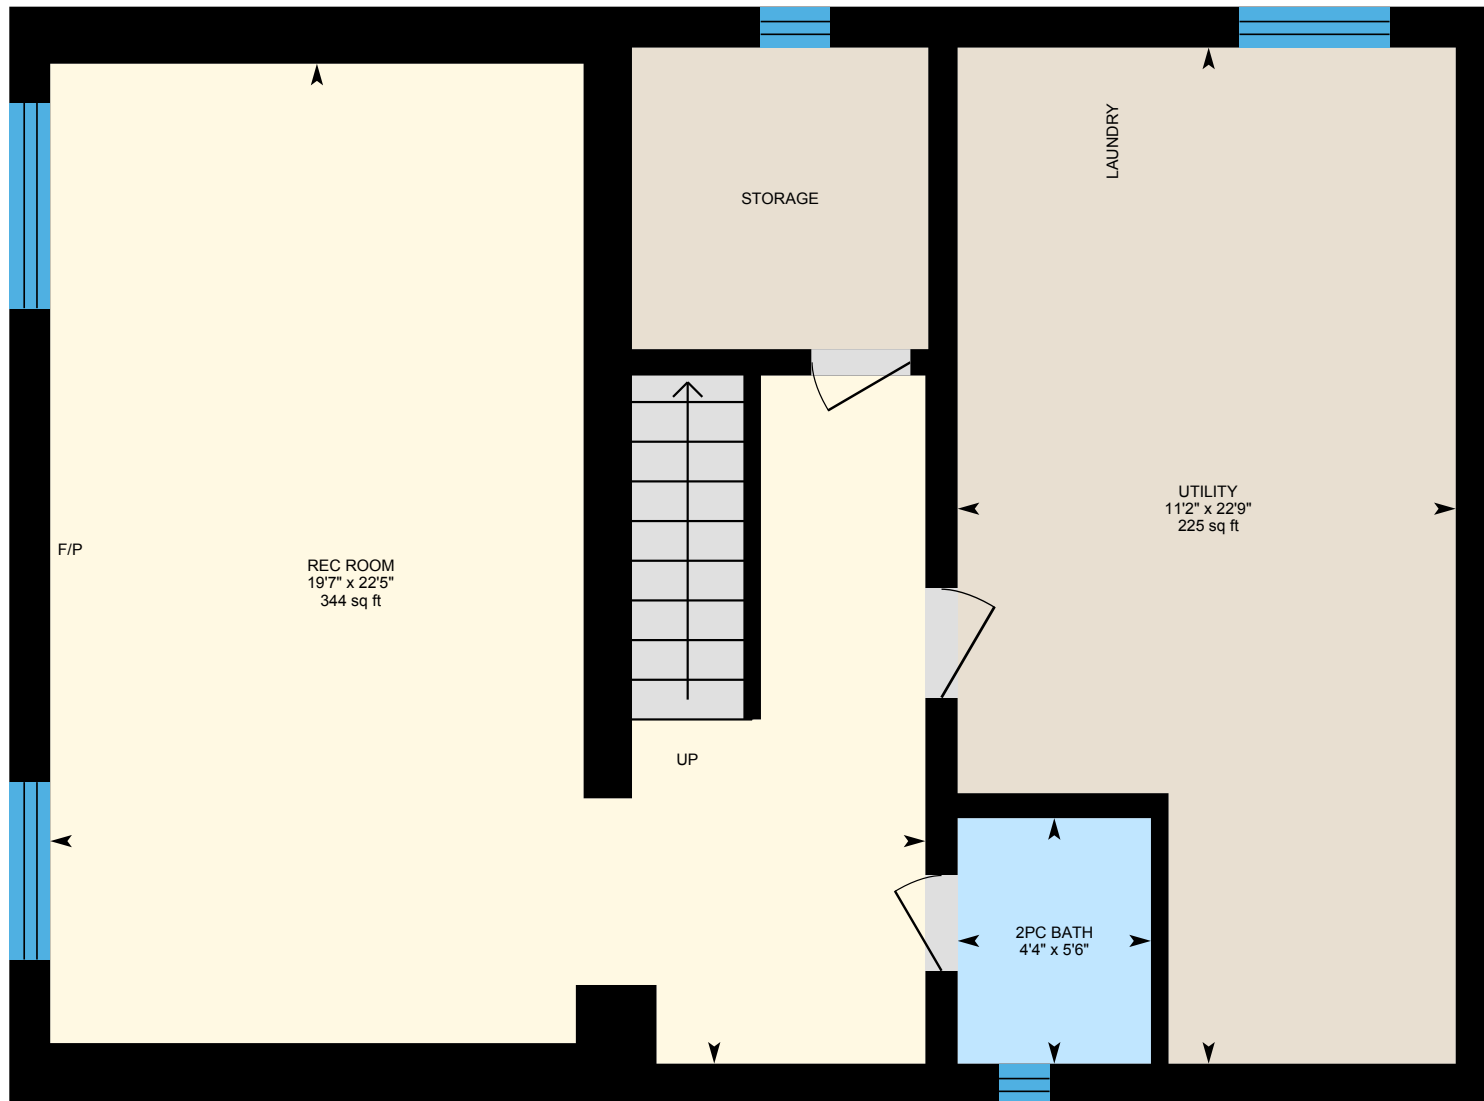 STORAGE
LAUNDRY
UTILITY
11'2" x 22'9"
225 sq ft
F/P
REC ROOM
19'7" x 22'5"
344 sq ft
UP
2PC BATH
4'4" x 5'6"